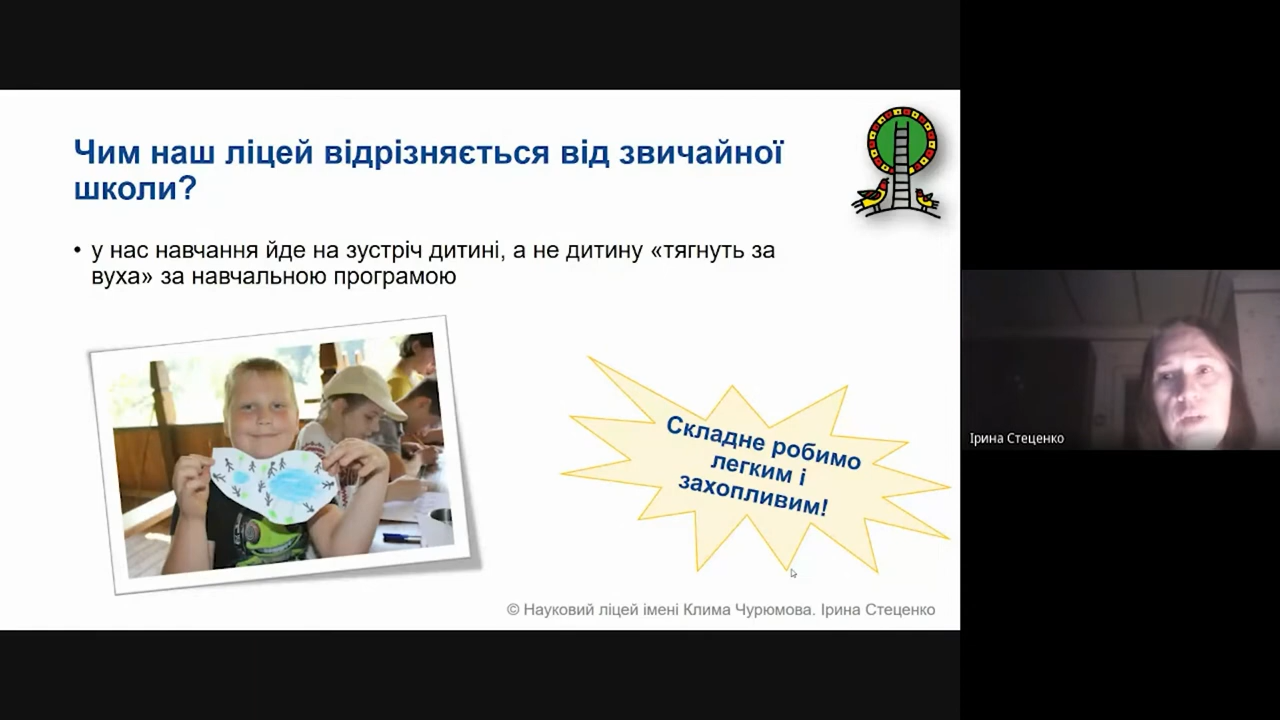 Чим наш ліцей відрізняється від звичайної
школи?
• у нас навчання йде на зустріч дитині, а не дитину «тягнуть за
вуха» за навчальною програмою
Складне робимо
легким і
захопливим!
© Науковий ліцей імені Клима Чурюмова. Ірина Стеценко
Ірина Стеценко